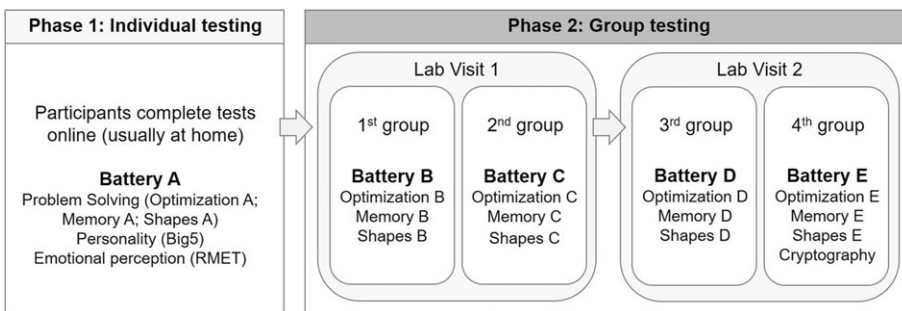 Phase 1: Individual testing
Participants complete tests
online (usually at home)
Battery A
Problem Solving (Optimization A;
Memory A; Shapes A)
Personality (Big5)
Emotional perception (RMET)
Phase 2: Group testing
Lab Visit 1
1st group
Battery B
Optimization B
Memory B
Shapes B
2nd group
Battery C
Optimization C
Memory C
Shapes C
Lab Visit 2
3rd group
Battery D
Optimization D
Memory D
Shapes D
4th group
Battery E
Optimization E
Memory E
Shapes E
Cryptography